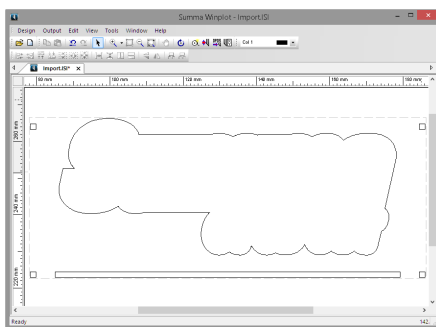 Summa Winplot - Import.ISI
Design Output Edit View Tools Window Help
Col 1
Import.ISI* x
80 mm 100 mm 120 mm 140 mm 160 mm 180 mm
260 mm
240 mm
220 mm
Ready
142.